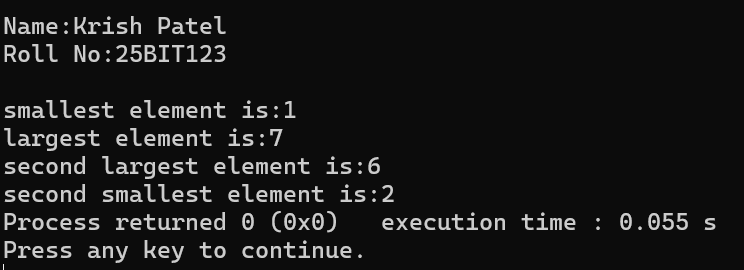 Name:Krish Patel
Roll No:25BIT123
smallest element is:1
largest element is:7
second largest element is:6
second smallest element is:2
Process returned 0 (0x0)   execution time : 0.055 s
Press any key to continue.